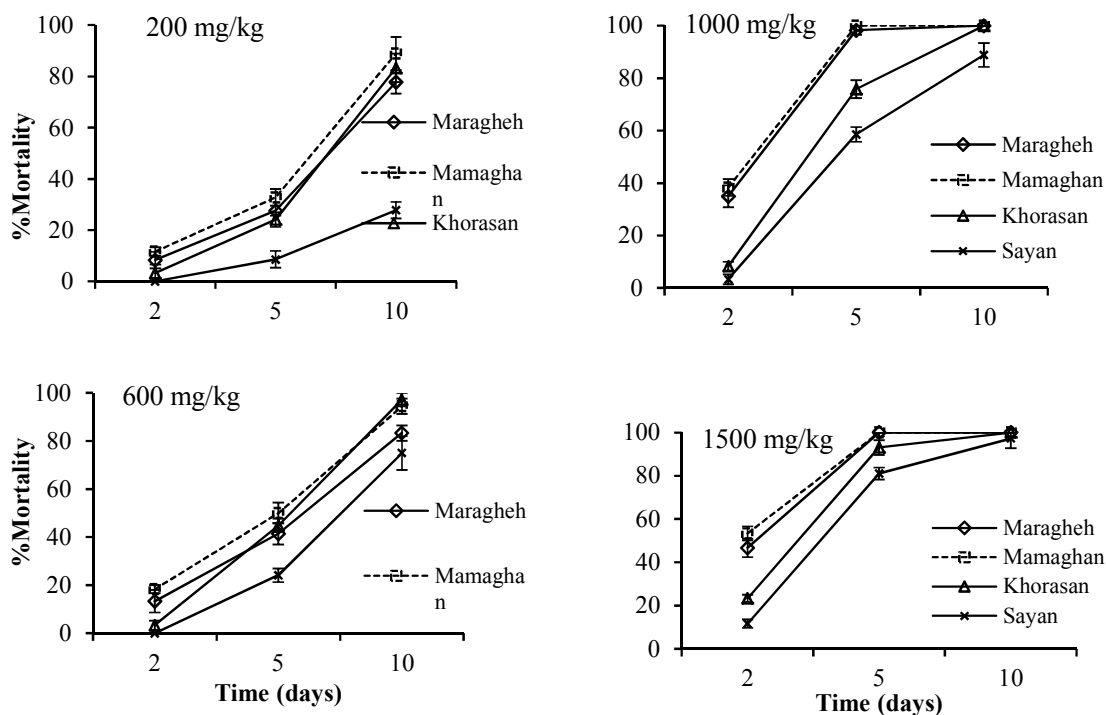 200 mg/kg
%Mortality
100
80
60
40
20
0
2 5 10
Maragheh
Mamagha
n
Khorasan
1000 mg/kg
100
80
60
40
20
0
2 5 10
Maragheh
Mamaghan
Khorasan
Sayan
600 mg/kg
%Mortality
100
80
60
40
20
0
2 5 10
Time (days)
Maragheh
Mamagha
n
1500 mg/kg
100
80
60
40
20
0
2 5 10
Time (days)
Maragheh
Mamaghan
Khorasan
Sayan